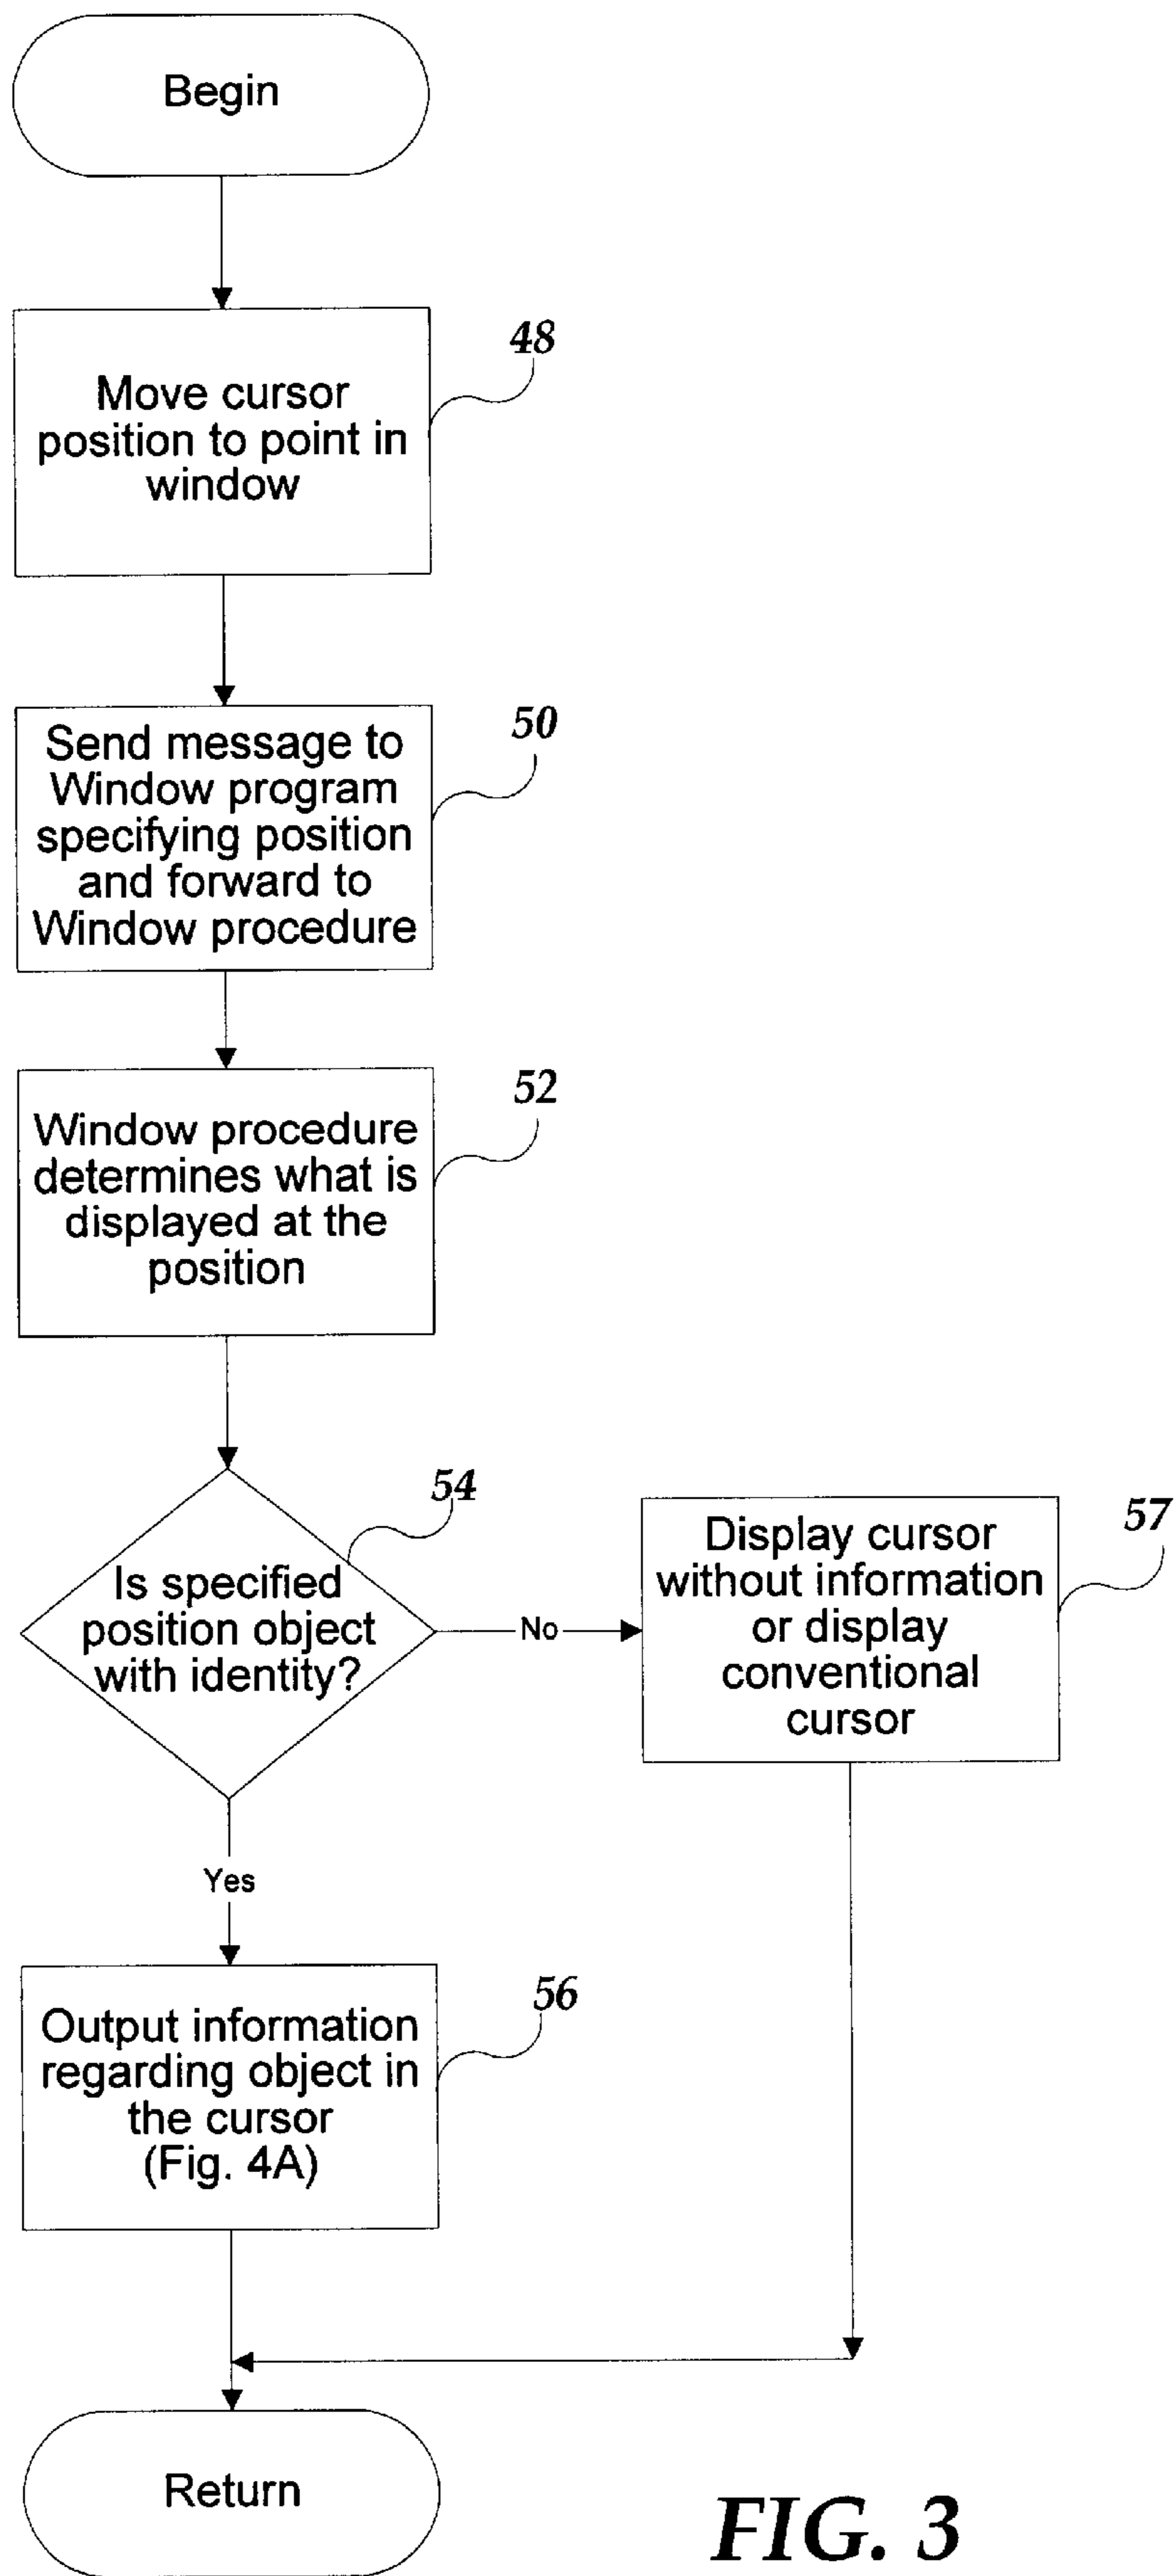 Begin
48
Move cursor
position to point in
window
50
Send message to
Window program
specifying position
and forward to
Window procedure
52
Window procedure
determines what is
displayed at the
position
54
Is specified
position object
with identity?
No
57
Display cursor
without information
or display
conventional
cursor
Yes
56
Output information
regarding object in
the cursor
(Fig. 4A)
Return
FIG. 3